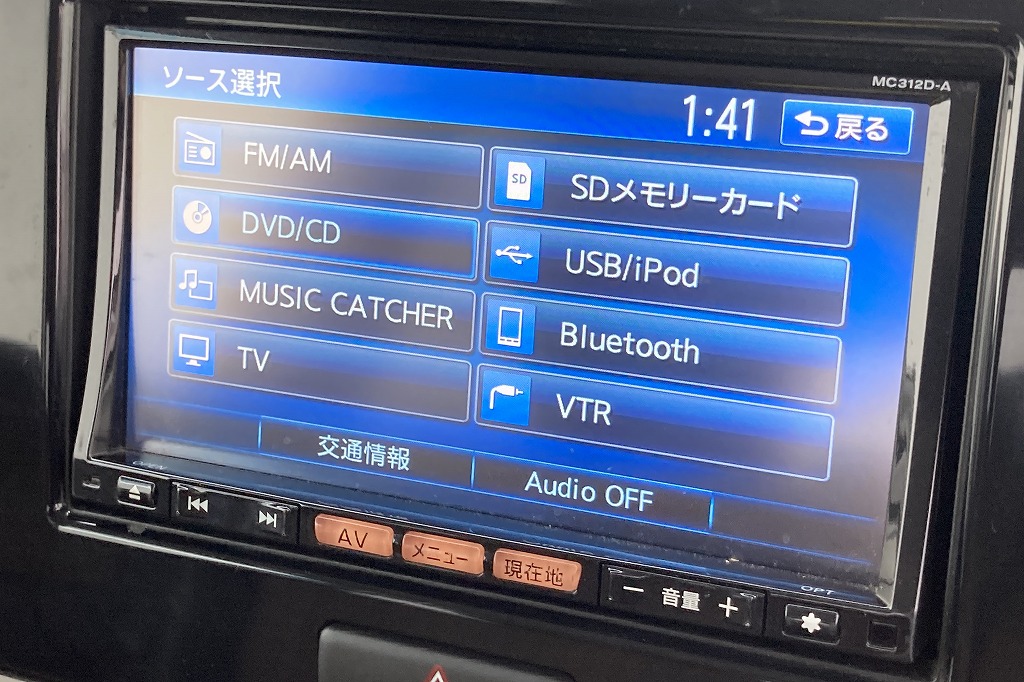 MC312D-A
ソース選択
1:41
戻る
FM/AM
SD
SDメモリーカード
DVD/CD
USB/iPod
MUSIC CATCHER
Bluetooth
TV
VTR
交通情報
Audio OFF
OPEN
AV
メニュー
現在地
音量
OPT